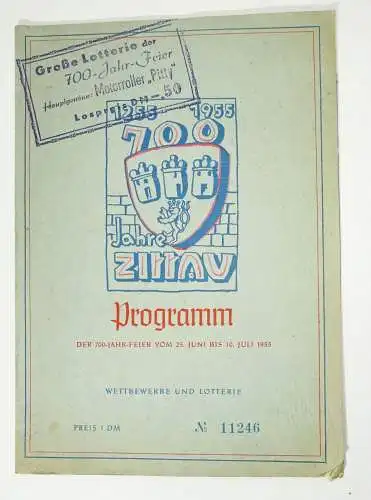 Große Lotterie der
700-Jahr-Feier
Hauptgewinn: Motorroller „Pitty“
Lospreis DM -.50
1255 1955
700
Jahre
ZITTAU
Programm
DER 700-JAHR-FEIER VOM 25. JUNI BIS 10. JULI 1955
WETTBEWERBE UND LOTTERIE
PREIS 1 DM № 11246